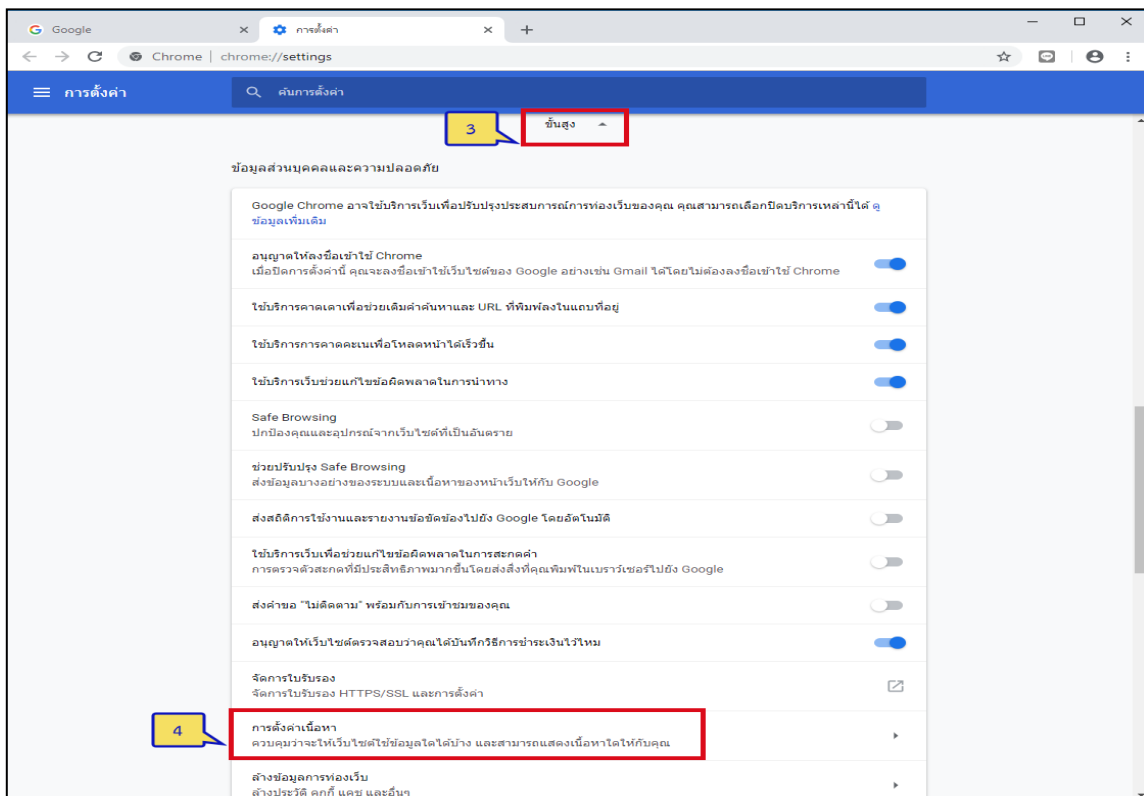 Google
การตั้งค่า
Chrome | chrome://settings
การตั้งค่า
ค้นการตั้งค่า
3
ขั้นสูง
ข้อมูลส่วนบุคคลและความปลอดภัย
Google Chrome อาจใช้บริการเว็บเพื่อปรับปรุงประสบการณ์การท่องเว็บของคุณ คุณสามารถเลือกปิดบริการเหล่านี้ได้ ดู
ข้อมูลเพิ่มเติม
อนุญาตให้ลงชื่อเข้าใช้ Chrome
เมื่อปิดการตั้งค่านี้ คุณจะลงชื่อเข้าใช้เว็บไซต์ของ Google อย่างเช่น Gmail ได้โดยไม่ต้องลงชื่อเข้าใช้ Chrome
ใช้บริการคาดเดาเพื่อช่วยเติมคำค้นหาและ URL ที่พิมพ์ลงในแถบที่อยู่
ใช้บริการการคาดคะเนเพื่อโหลดหน้าได้เร็วขึ้น
ใช้บริการเว็บช่วยแก้ไขข้อผิดพลาดในการนำทาง
Safe Browsing
ปกป้องคุณและอุปกรณ์จากเว็บไซต์ที่เป็นอันตราย
ช่วยปรับปรุง Safe Browsing
ส่งข้อมูลบางอย่างของระบบและเนื้อหาของหน้าเว็บให้กับ Google
ส่งสถิติการใช้งานและรายงานข้อขัดข้องไปยัง Google โดยอัตโนมัติ
ใช้บริการเว็บเพื่อช่วยแก้ไขข้อผิดพลาดในการสะกดคำ
การตรวจตัวสะกดที่มีประสิทธิภาพมากขึ้นโดยส่งสิ่งที่คุณพิมพ์ในเบราว์เซอร์ไปยัง Google
ส่งคำขอ "ไม่ติดตาม" พร้อมกับการเข้าชมของคุณ
อนุญาตให้เว็บไซต์ตรวจสอบว่าคุณได้บันทึกวิธีการชำระเงินไว้ไหม
จัดการใบรับรอง
จัดการใบรับรอง HTTPS/SSL และการตั้งค่า
4
การตั้งค่าเนื้อหา
ควบคุมว่าจะให้เว็บไซต์ใช้ข้อมูลใดได้บ้าง และสามารถแสดงเนื้อหาใดให้กับคุณ
ล้างข้อมูลการท่องเว็บ
ล้างประวัติ คุกกี้ แคช และอื่นๆ